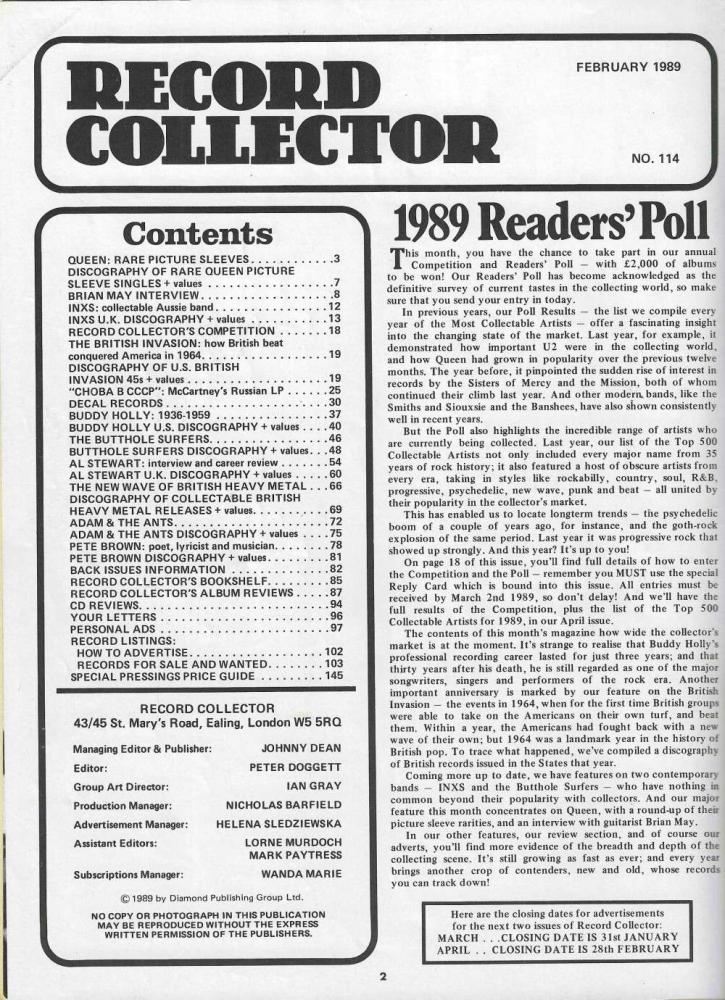 RECORD
COLLECTOR
FEBRUARY 1989
NO. 114
Contents
QUEEN: RARE PICTURE SLEEVES............3
DISCOGRAPHY OF RARE QUEEN PICTURE
SLEEVE SINGLES + values ..................7
BRIAN MAY INTERVIEW...................8
INXS: collectable Aussie band................12
INXS U.K. DISCOGRAPHY + values ...........13
RECORD COLLECTOR'S COMPETITION .......18
THE BRITISH INVASION: how British beat
conquered America in 1964..................19
DISCOGRAPHY OF U.S. BRITISH
INVASION 45s + values.....................19
"CHOBA B CCCP": McCartney's Russian LP ......25
DECAL RECORDS........................30
BUDDY HOLLY: 1936-1959 .................37
BUDDY HOLLY U.S. DISCOGRAPHY + values ....40
THE BUTTHOLE SURFERS..................46
BUTTHOLE SURFERS DISCOGRAPHY + values...48
AL STEWART: interview and career review .......54
AL STEWART U.K. DISCOGRAPHY + values .....60
THE NEW WAVE OF BRITISH HEAVY METAL...66
DISCOGRAPHY OF COLLECTABLE BRITISH
HEAVY METAL RELEASES + values...........69
ADAM & THE ANTS.......................72
ADAM & THE ANTS DISCOGRAPHY + values ....75
PETE BROWN: poet, lyricist and musician........78
PETE BROWN DISCOGRAPHY + values.........81
BACK ISSUES INFORMATION ..............82
RECORD COLLECTOR'S BOOKSHELF.........85
RECORD COLLECTOR'S ALBUM REVIEWS .....87
CD REVIEWS............................94
YOUR LETTERS .........................96
PERSONAL ADS .........................97
RECORD LISTINGS:
HOW TO ADVERTISE....................102
RECORDS FOR SALE AND WANTED........103
SPECIAL PRESSINGS PRICE GUIDE ..........145
RECORD COLLECTOR
43/45 St. Mary's Road, Ealing, London W5 5RQ
Managing Editor & Publisher: JOHNNY DEAN
Editor: PETER DOGGETT
Group Art Director: IAN GRAY
Production Manager: NICHOLAS BARFIELD
Advertisement Manager: HELENA SLEDZIEWSKA
Assistant Editors: LORNE MURDOCH
MARK PAYTRESS
Subscriptions Manager: WANDA MARIE
© 1989 by Diamond Publishing Group Ltd.
NO COPY OR PHOTOGRAPH IN THIS PUBLICATION
MAY BE REPRODUCED WITHOUT THE EXPRESS
WRITTEN PERMISSION OF THE PUBLISHERS.
1989 Readers' Poll
This month, you have the chance to take part in our annual
Competition and Readers' Poll — with £2,000 of albums
to be won! Our Readers' Poll has become acknowledged as the
definitive survey of current tastes in the collecting world, so make
sure that you send your entry in today.
In previous years, our Poll Results — the list we compile every
year of the Most Collectable Artists — offer a fascinating insight
into the changing state of the market. Last year, for example, it
demonstrated how important U2 were in the collecting world,
and how Queen had grown in popularity over the previous twelve
months. The year before, it pinpointed the sudden rise of interest in
records by the Sisters of Mercy and the Mission, both of whom
continued their climb last year. And other modern, bands, like the
Smiths and Siouxsie and the Banshees, have also shown consistently
well in recent years.
But the Poll also highlights the incredible range of artists who
are currently being collected. Last year, our list of the Top 500
Collectable Artists not only included every major name from 35
years of rock history; it also featured a host of obscure artists from
every era, taking in styles like rockabilly, country, soul, R&B,
progressive, psychedelic, new wave, punk and beat — all united by
their popularity in the collector's market.
This has enabled us to locate longterm trends — the psychedelic
boom of a couple of years ago, for instance, and the goth-rock
explosion of the same period. Last year it was progressive rock that
showed up strongly. And this year? It's up to you!
On page 18 of this issue, you'll find full details of how to enter
the Competition and the Poll — remember you MUST use the special
Reply Card which is bound into this issue. All entries must be
received by March 2nd 1989, so don't delay! And we'll have the
full results of the Competition, plus the list of the Top 500
Collectable Artists for 1989, in our April issue.
The contents of this month's magazine how wide the collector's
market is at the moment. It's strange to realise that Buddy Holly's
professional recording career lasted for just three years; and that
thirty years after his death, he is still regarded as one of the major
songwriters, singers and performers of the rock era. Another
important anniversary is marked by our feature on the British
Invasion — the events in 1964, when for the first time British groups
were able to take on the Americans on their own turf, and beat
them. Within a year, the Americans had fought back with a new
wave of their own; but 1964 was a landmark year in the history of
British pop. To trace what happened, we've compiled a discography
of British records issued in the States that year.
Coming more up to date, we have features on two contemporary
bands — INXS and the Butthole Surfers — who have nothing in
common beyond their popularity with collectors. And our major
feature this month concentrates on Queen, with a round-up of their
picture sleeve rarities, and an interview with guitarist Brian May.
In our other features, our review section, and of course our
adverts, you'll find more evidence of the breadth and depth of the
collecting scene. It's still growing as fast as ever; and every year
brings another crop of contenders, new and old, whose records
you can track down!
Here are the closing dates for advertisements
for the next two issues of Record Collector:
MARCH . . .CLOSING DATE IS 31st JANUARY
APRIL . . CLOSING DATE IS 28th FEBRUARY
2